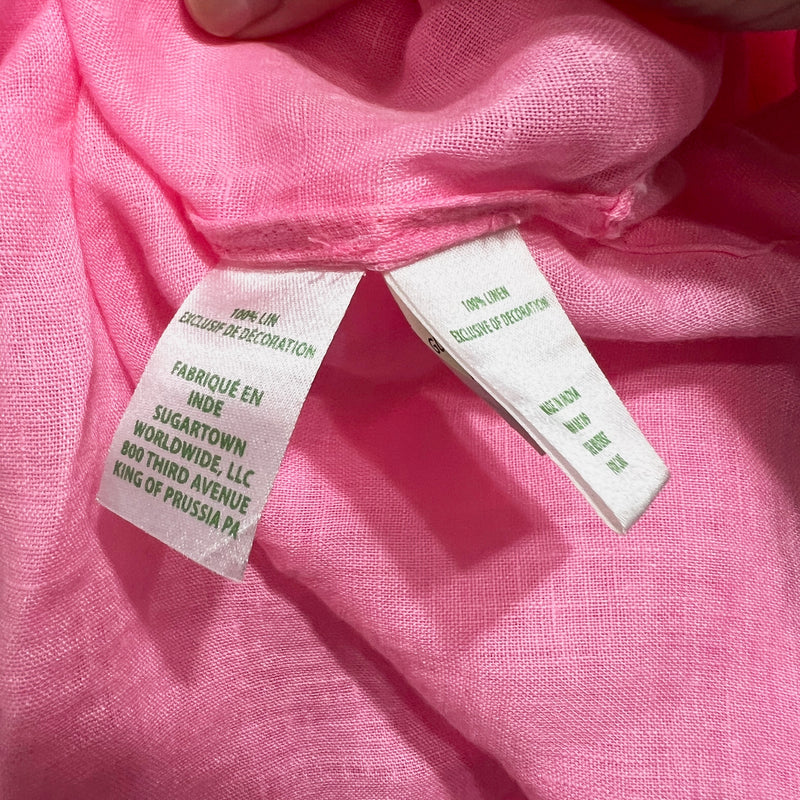 100% LIN
EXCLUSIF DE DÉCORATION
FABRIQUÉ EN
INDE
SUGARTOWN
WORLDWIDE, LLC
800 THIRD AVENUE
KING OF PRUSSIA PA
100% LINEN
EXCLUSIVE OF DECORATION
MADE IN INDIA